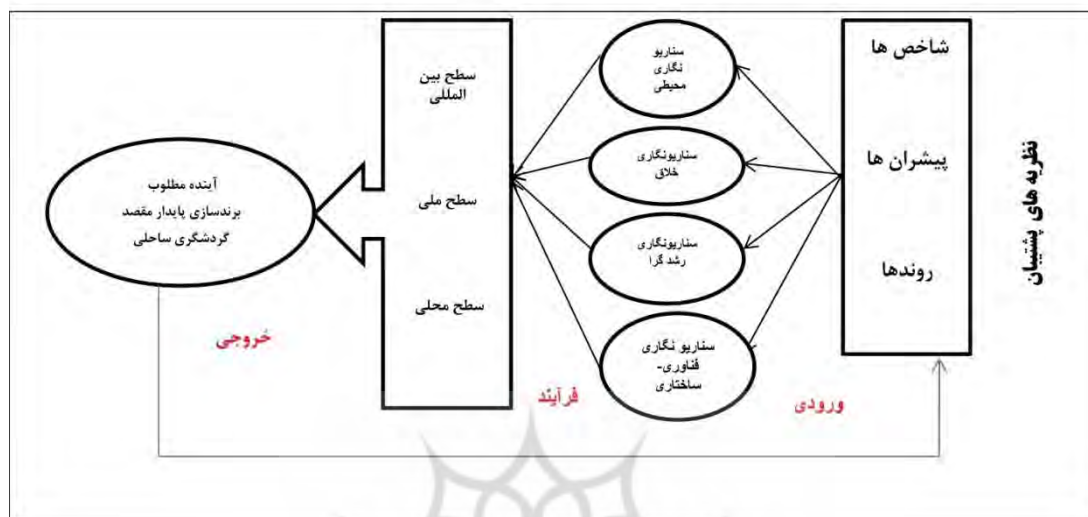 نظریه های پشتیبان
شاخص ها
پیشران ها
روندها
ورودی
سناریو
نگاری
محیطی
سناریونگاری
خلاق
سناریونگاری
رشد گرا
سناریو نگاری
فناوری-
ساختاری
فرآیند
سطح بین
المللی
سطح ملی
سطح محلی
خروجی
آینده مطلوب
برندسازی پایدار مقصد
گردشگری ساحلی